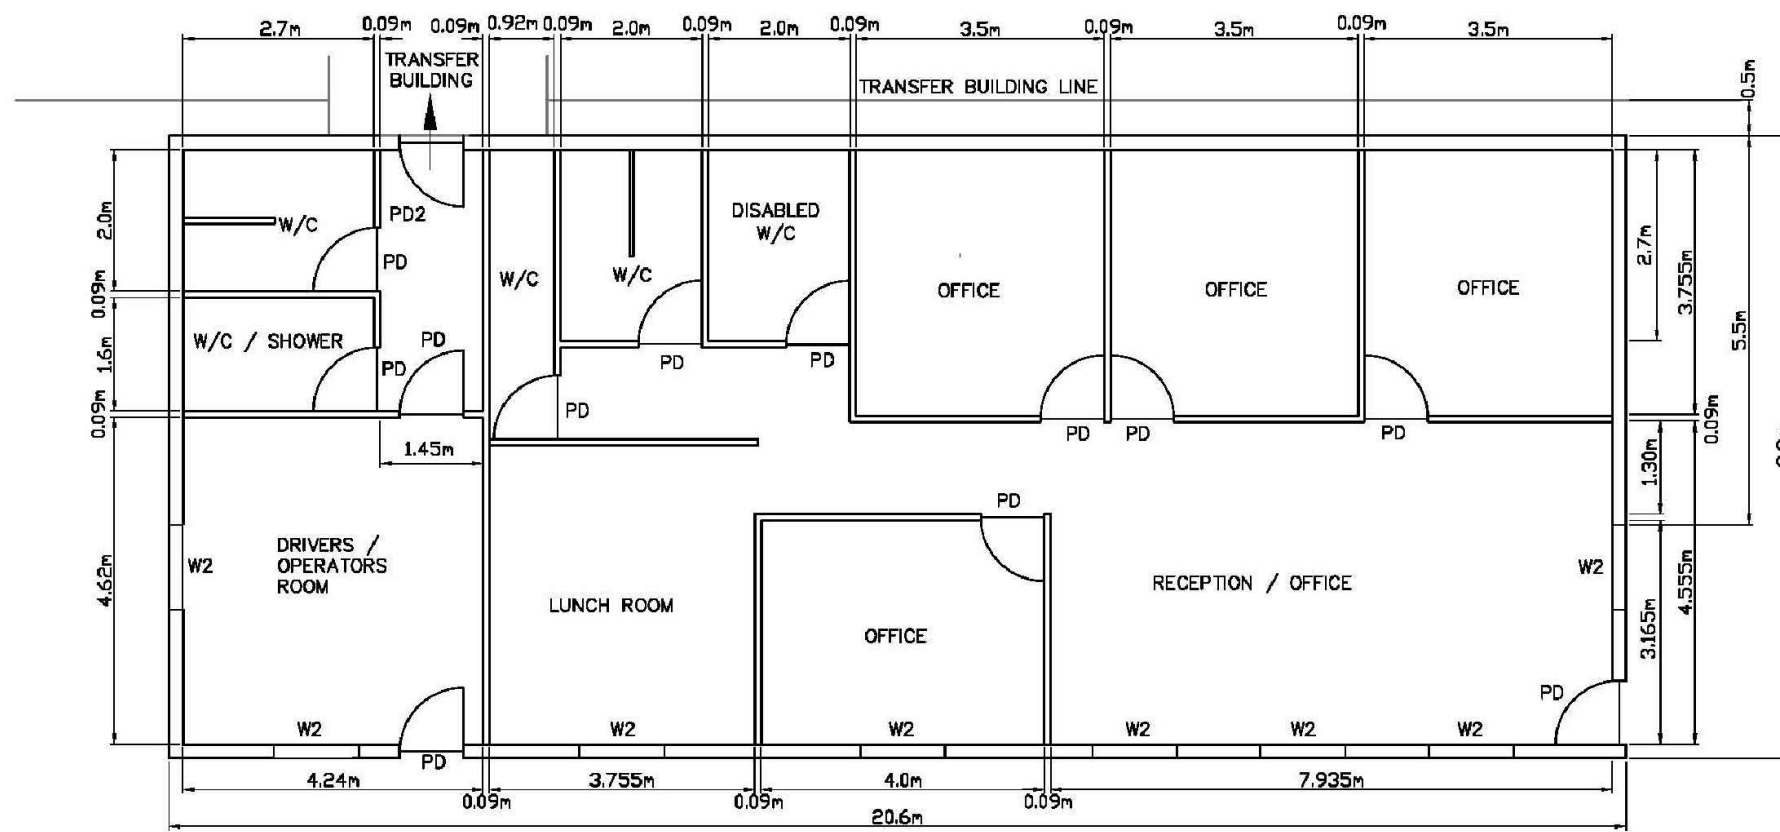 2.7m
0.09m
0.09m
0.92m
0.09m
2.0m
0.09m
2.0m
0.09m
3.5m
0.09m
3.5m
0.09m
3.5m
TRANSFER
BUILDING
TRANSFER BUILDING LINE
0.5m
2.0m
W/C
PD2
PD
W/C
W/C
DISABLED
W/C
OFFICE
OFFICE
OFFICE
2.7m
3.755m
5.5m
0.09m
1.6m
0.09m
W/C / SHOWER
PD
PD
PD
PD
PD
PD
PD
PD
0.09m
1.45m
1.30m
PD
4.62m
W2
DRIVERS /
OPERATORS
ROOM
LUNCH ROOM
OFFICE
RECEPTION / OFFICE
W2
3.165m
4.555m
PD
W2
W2
W2
W2
W2
W2
PD
4.24m
0.09m
3.755m
0.09m
4.0m
0.09m
7.935m
20.6m